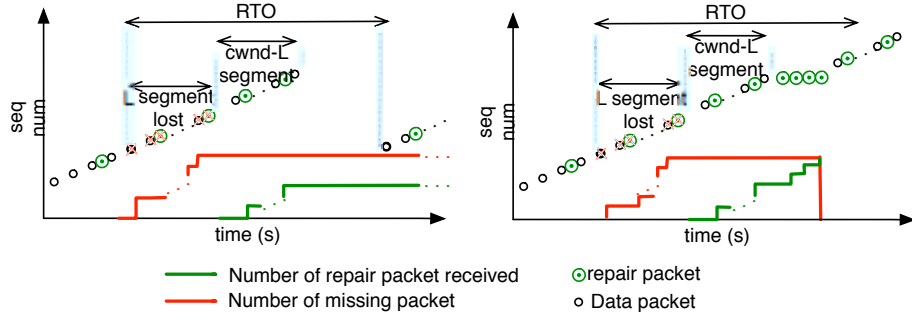 RTO
cwnd-L
segment
L segment
lost
seq
num
time (s)
RTO
cwnd-L
segment
L segment
lost
seq
num
time (s)
Number of repair packet received
repair packet
Number of missing packet
Data packet